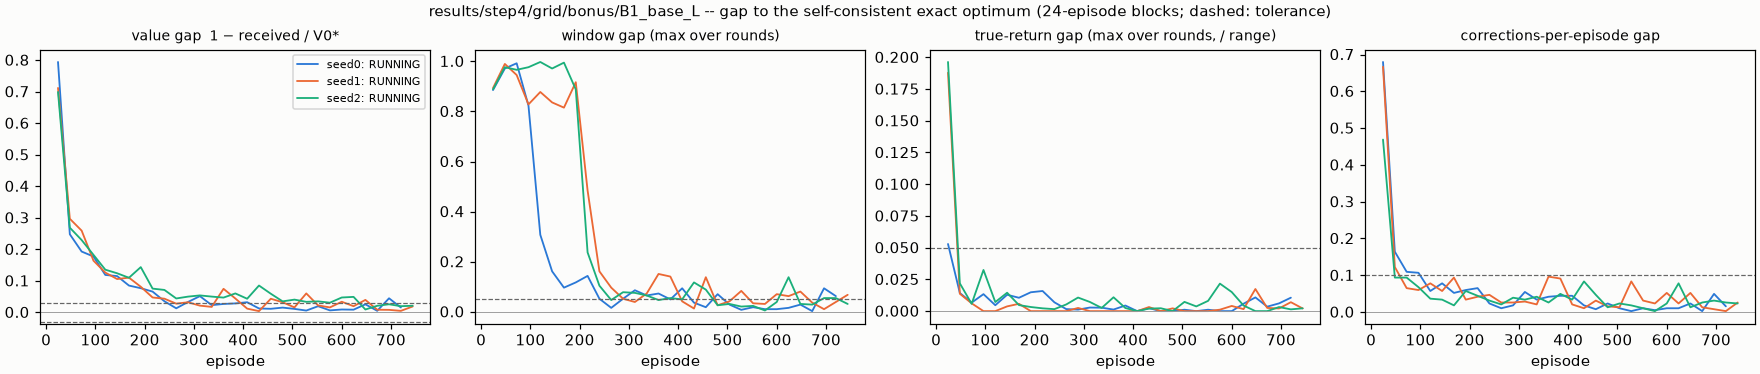 results/step4/grid/bonus/B1_base_L -- gap to the self-consistent exact optimum (24-episode blocks; dashed: tolerance)
value gap 1 − received / V0*
0.8
0.7
0.6
0.5
0.4
0.3
0.2
0.1
0.0
seed0: RUNNING
seed1: RUNNING
seed2: RUNNING
0 100 200 300 400 500 600 700
episode
window gap (max over rounds)
1.0
0.8
0.6
0.4
0.2
0.0
0 100 200 300 400 500 600 700
episode
true-return gap (max over rounds, / range)
0.200
0.175
0.150
0.125
0.100
0.075
0.050
0.025
0.000
0 100 200 300 400 500 600 700
episode
corrections-per-episode gap
0.7
0.6
0.5
0.4
0.3
0.2
0.1
0.0
0 100 200 300 400 500 600 700
episode